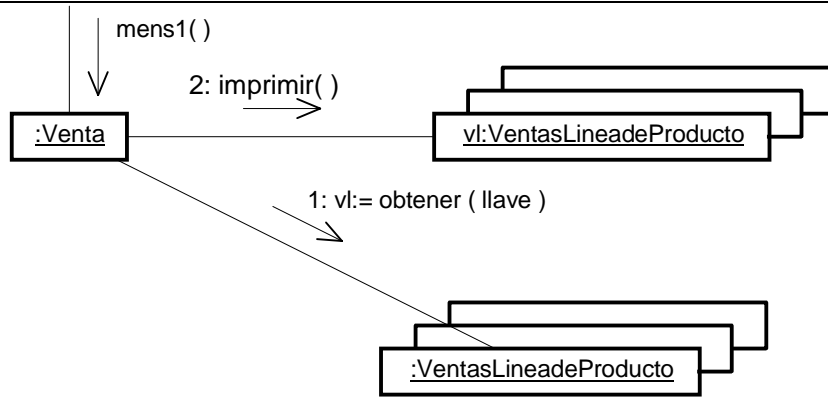 mens1( )
2: imprimir( )
:Venta
vl:VentasLineadeProducto
1: vl:= obtener ( llave )
:VentasLineadeProducto